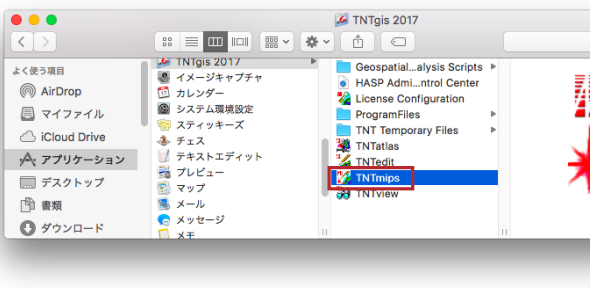 TNTgis 2017
よく使う項目
AirDrop
マイファイル
iCloud Drive
アプリケーション
デスクトップ
書類
ダウンロード
TNTgis 2017
イメージキャプチャ
カレンダー
システム環境設定
スティッキーズ
チェス
テキストエディット
プレビュー
マップ
メール
メッセージ
メモ
Geospatial...alysis Scripts
HASP Admi...ntrol Center
License Configuration
ProgramFiles
TNT Temporary Files
TNTatlas
TNTedit
TNTmips
TNTview